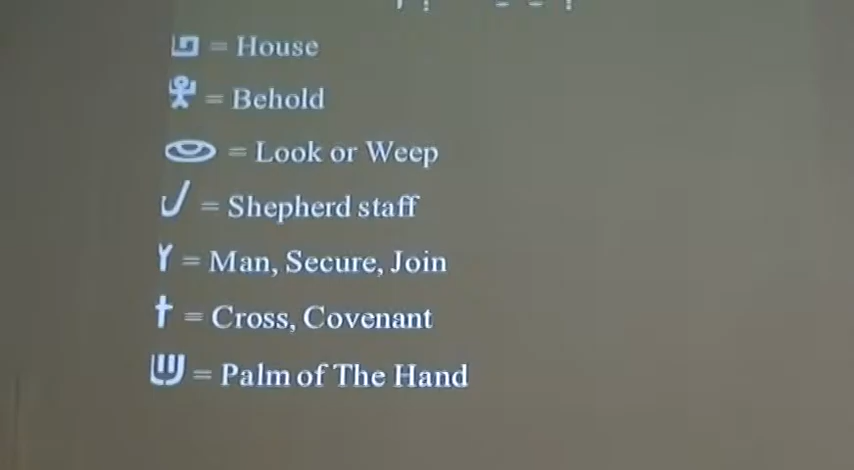 = House
= Behold
= Look or Weep
= Shepherd staff
= Man, Secure, Join
= Cross, Covenant
= Palm of The Hand